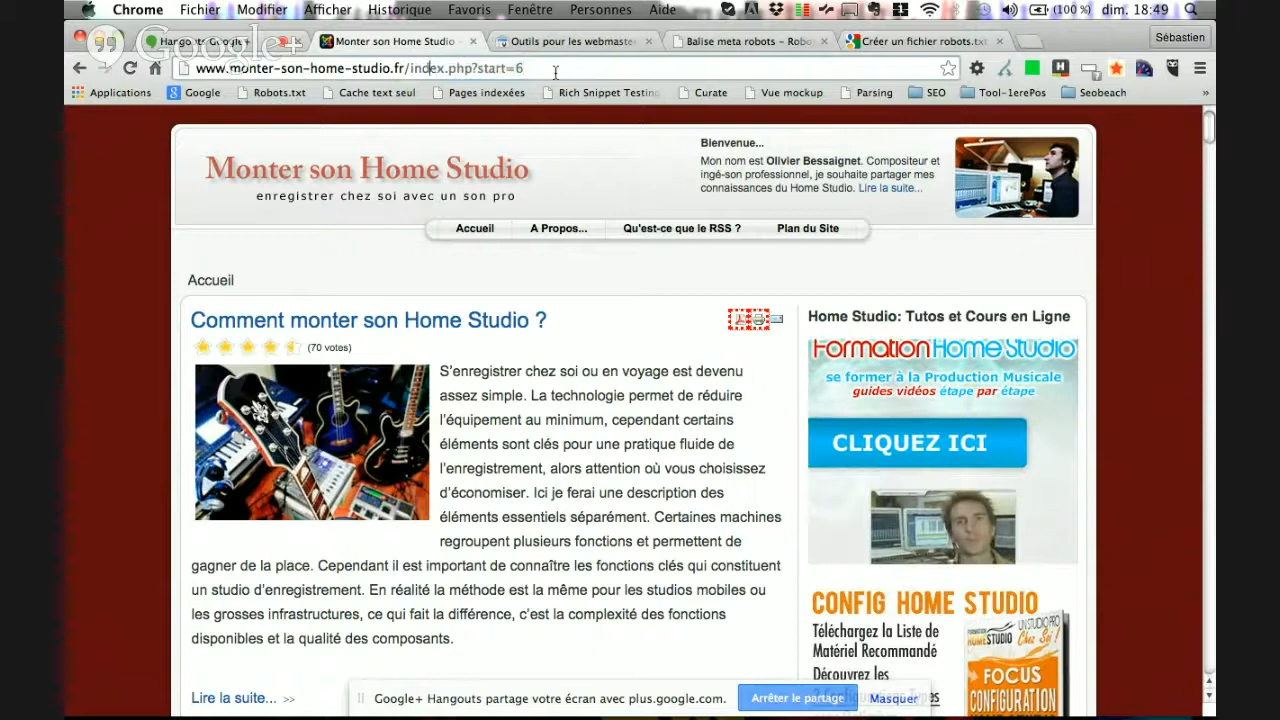 Chrome Fichier Modifier Afficher Historique Favoris Fenêtre Personnes Aide (100 %) dim. 18:49
Google+
Hangouts Google+ Monter son Home Studio Outils pour les webmaste Balise meta robots – Robo Créer un fichier robots.txt Sébastien
www.monter-son-home-studio.fr/index.php?start=6
Applications Google Robots.txt Cache text seul Pages indexées Rich Snippet Testing Curate Vue mockup Parsing SEO Tool-1erePos Seobeach »
Monter son Home Studio
enregistrer chez soi avec un son pro
Bienvenue...
Mon nom est Olivier Bessaignet. Compositeur et
ingé-son professionnel, je souhaite partager mes
connaissances du Home Studio. Lire la suite...
Accueil A Propos... Qu'est-ce que le RSS ? Plan du Site
Accueil
Comment monter son Home Studio ?
(70 votes)
S'enregistrer chez soi ou en voyage est devenu
assez simple. La technologie permet de réduire
l'équipement au minimum, cependant certains
éléments sont clés pour une pratique fluide de
l'enregistrement, alors attention où vous choisissez
d'économiser. Ici je ferai une description des
éléments essentiels séparément. Certaines machines
regroupent plusieurs fonctions et permettent de
gagner de la place. Cependant il est important de connaître les fonctions clés qui constituent
un studio d'enregistrement. En réalité la méthode est la même pour les studios mobiles ou
les grosses infrastructures, ce qui fait la différence, c'est la complexité des fonctions
disponibles et la qualité des composants.
Lire la suite... >>
Home Studio: Tutos et Cours en Ligne
Formation Home Studio
se former à la Production Musicale
guides vidéos étape par étape
CLIQUEZ ICI
CONFIG HOME STUDIO
Téléchargez la Liste de
Matériel Recommandé
Découvrez les
FORMATION
HOMESTUDIO
UN STUDIO PRO
Chez Soi !
FOCUS
CONFIGURATION
Google+ Hangouts partage votre écran avec plus.google.com. Arrêter le partage Masquer